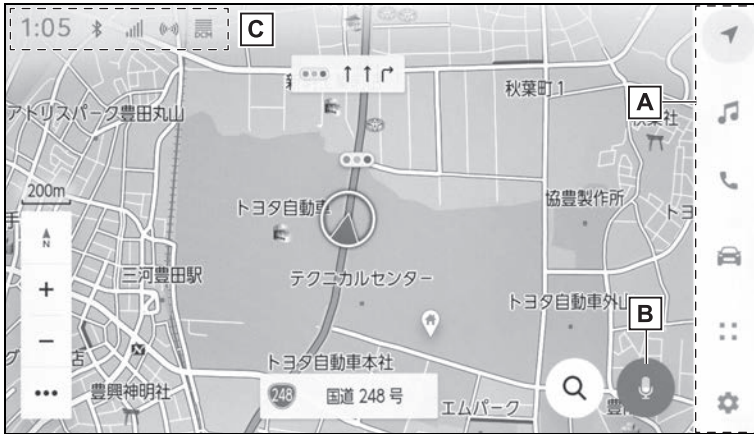 1:05
DCM
C
秋葉町1
A
アトリスパーク豊田丸山
200m
トヨタ自動車
協豊製作所
N
三河豊田駅
テクニカルセンター
トヨタ自動車外山
B
トヨタ自動車本社
豊興神明社
248
国道 248 号
エムパーク